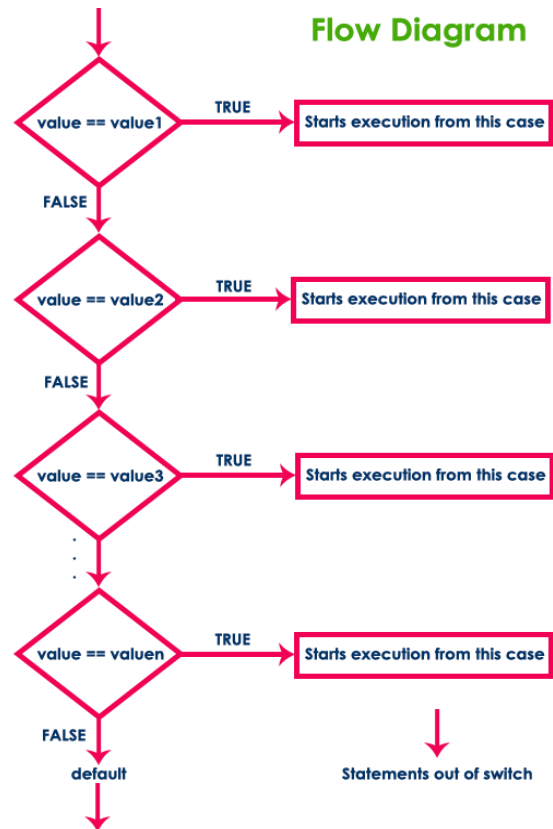 Flow Diagram
value == value1
TRUE
Starts execution from this case
FALSE
value == value2
TRUE
Starts execution from this case
FALSE
value == value3
TRUE
Starts execution from this case
.
.
.
value == valuen
TRUE
Starts execution from this case
FALSE
default
Statements out of switch